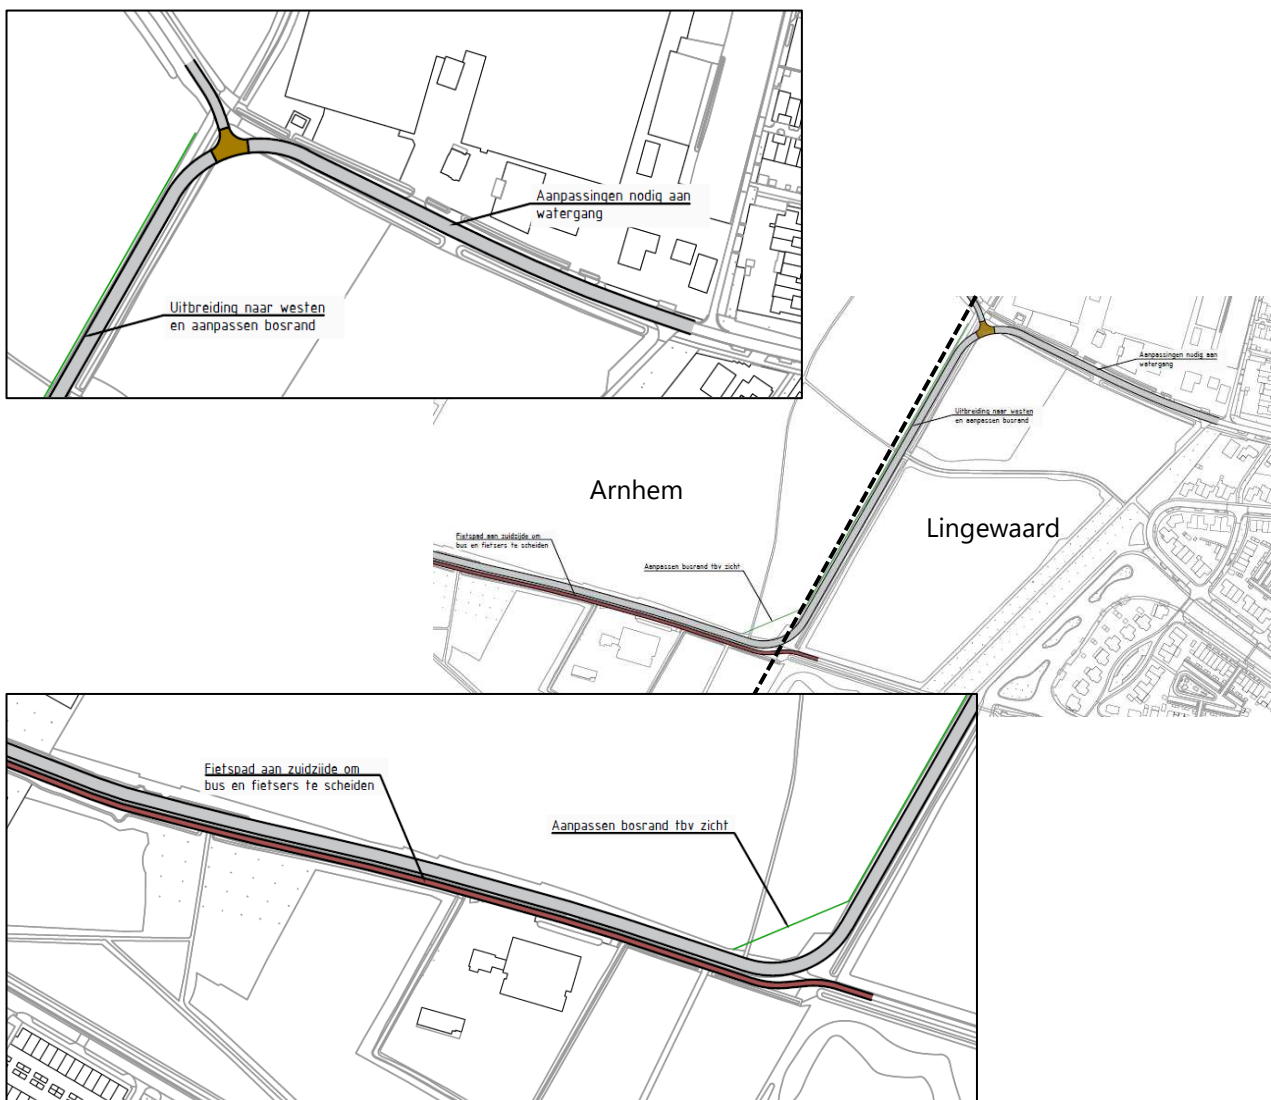 Aanpassingen nodig aan
watergang
Uitbreiding naar westen
en aanpassen bosrand
Aanpassingen nodig aan
watergang
Uitbreiding naar westen
en aanpassen bosrand
Arnhem
Lingewaard
Fietspad aan zuidzijde om
bus en fietsers te scheiden
Aanpassen bosrand tbv zicht
Fietspad aan zuidzijde om
bus en fietsers te scheiden
Aanpassen bosrand tbv zicht